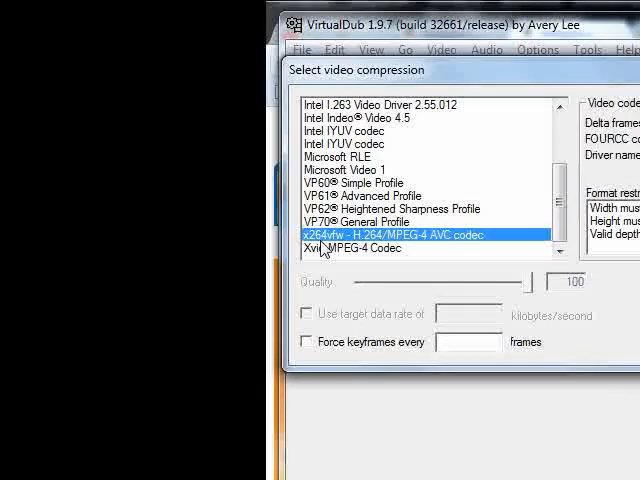 VirtualDub 1.9.7 (build 32661/release) by Avery Lee
File Edit View Go Video Audio Options Tools Help
Select video compression
Intel I.263 Video Driver 2.55.012
Intel Indeo® Video 4.5
Intel IYUV codec
Intel IYUV codec
Microsoft RLE
Microsoft Video 1
VP60® Simple Profile
VP61® Advanced Profile
VP62® Heightened Sharpness Profile
VP70® General Profile
x264vfw - H.264/MPEG-4 AVC codec
Xvid MPEG-4 Codec
Video code
Delta frames
FOURCC co
Driver name
Format restr
Width mus
Height mus
Valid depth
Quality 100
Use target data rate of kilobytes/second
Force keyframes every frames